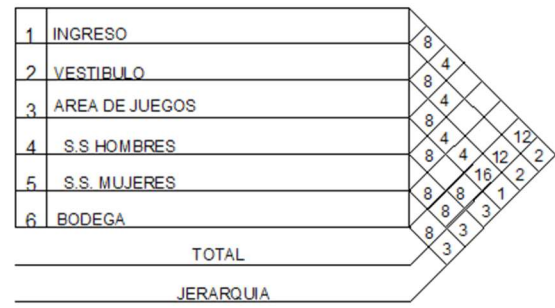 1 INGRESO
8
4
2 VESTIBULO
8
4
3 AREA DE JUEGOS
8
4 12
4 S.S HOMBRES
8 4 12 2
16 2
5 S.S. MUJERES
8 8 1
8 3
6 BODEGA
8 3
3
TOTAL
JERARQUIA